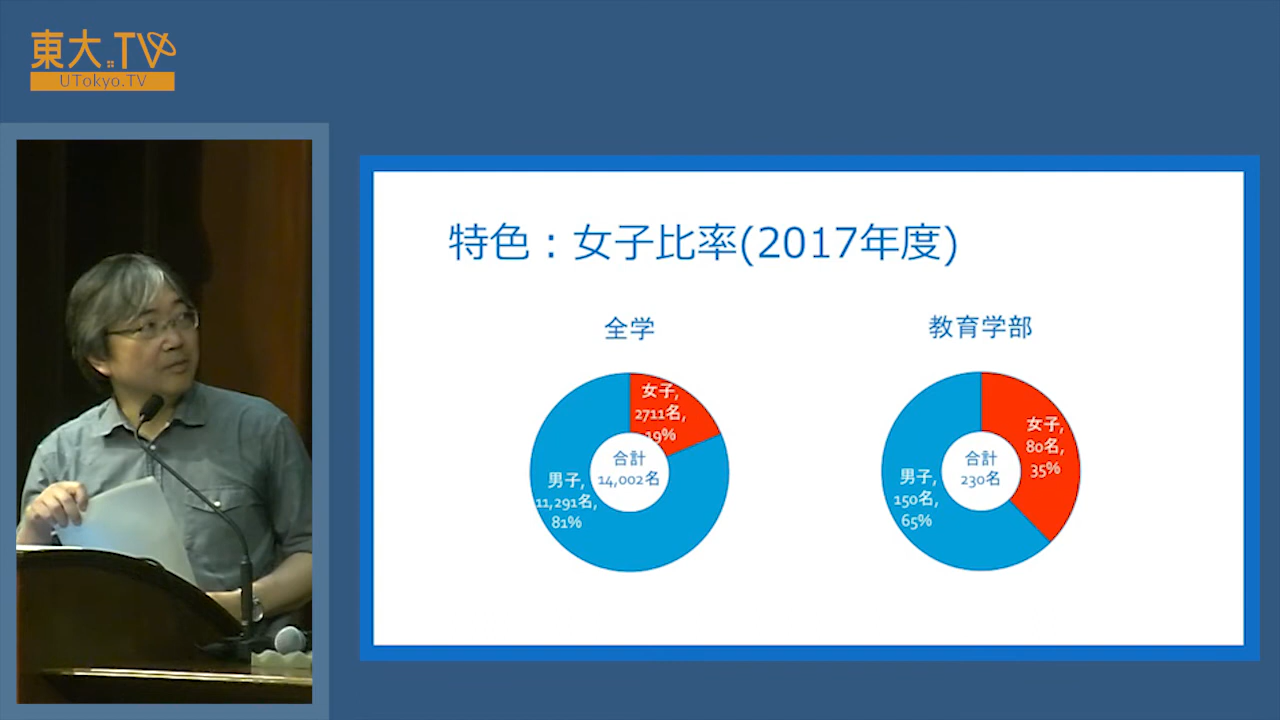 東大.TV
UTokyo.TV
特色：女子比率(2017年度)
全学
女子,
2711名,
19%
合計
14,002名
男子,
11,291名,
81%
教育学部
女子,
80名,
35%
合計
230名
男子,
150名,
65%